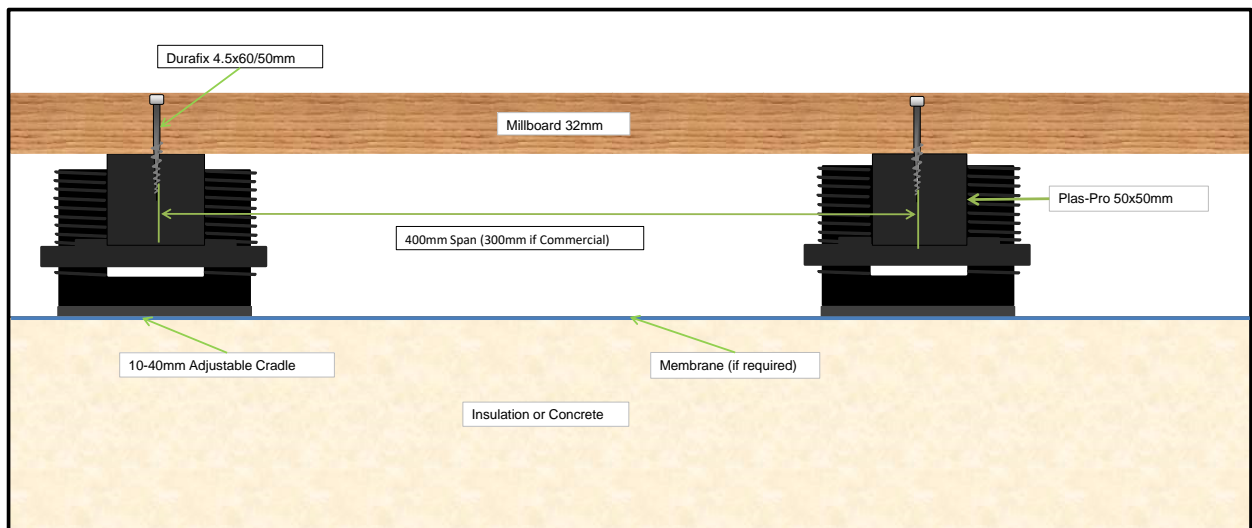 Durafix 4.5x60/50mm
Millboard 32mm
Plas-Pro 50x50mm
400mm Span (300mm if Commercial)
10-40mm Adjustable Cradle
Membrane (if required)
Insulation or Concrete